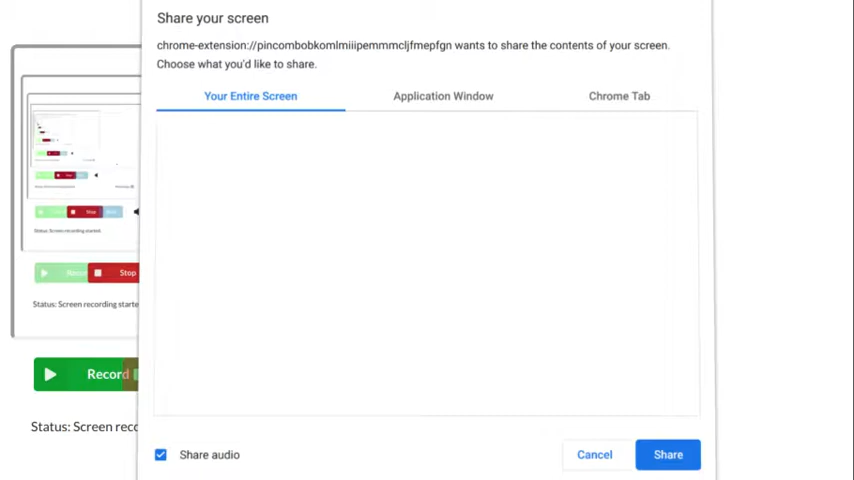 Share your screen
chrome-extension://pincombobkomlmiiipemmmcljfmepfgn wants to share the contents of your screen.
Choose what you'd like to share.
Your Entire Screen
Application Window
Chrome Tab
Stop
Status: Screen recording started.
Stop
Status: Screen recording starte
Record
Status: Screen reco
Share audio
Cancel
Share